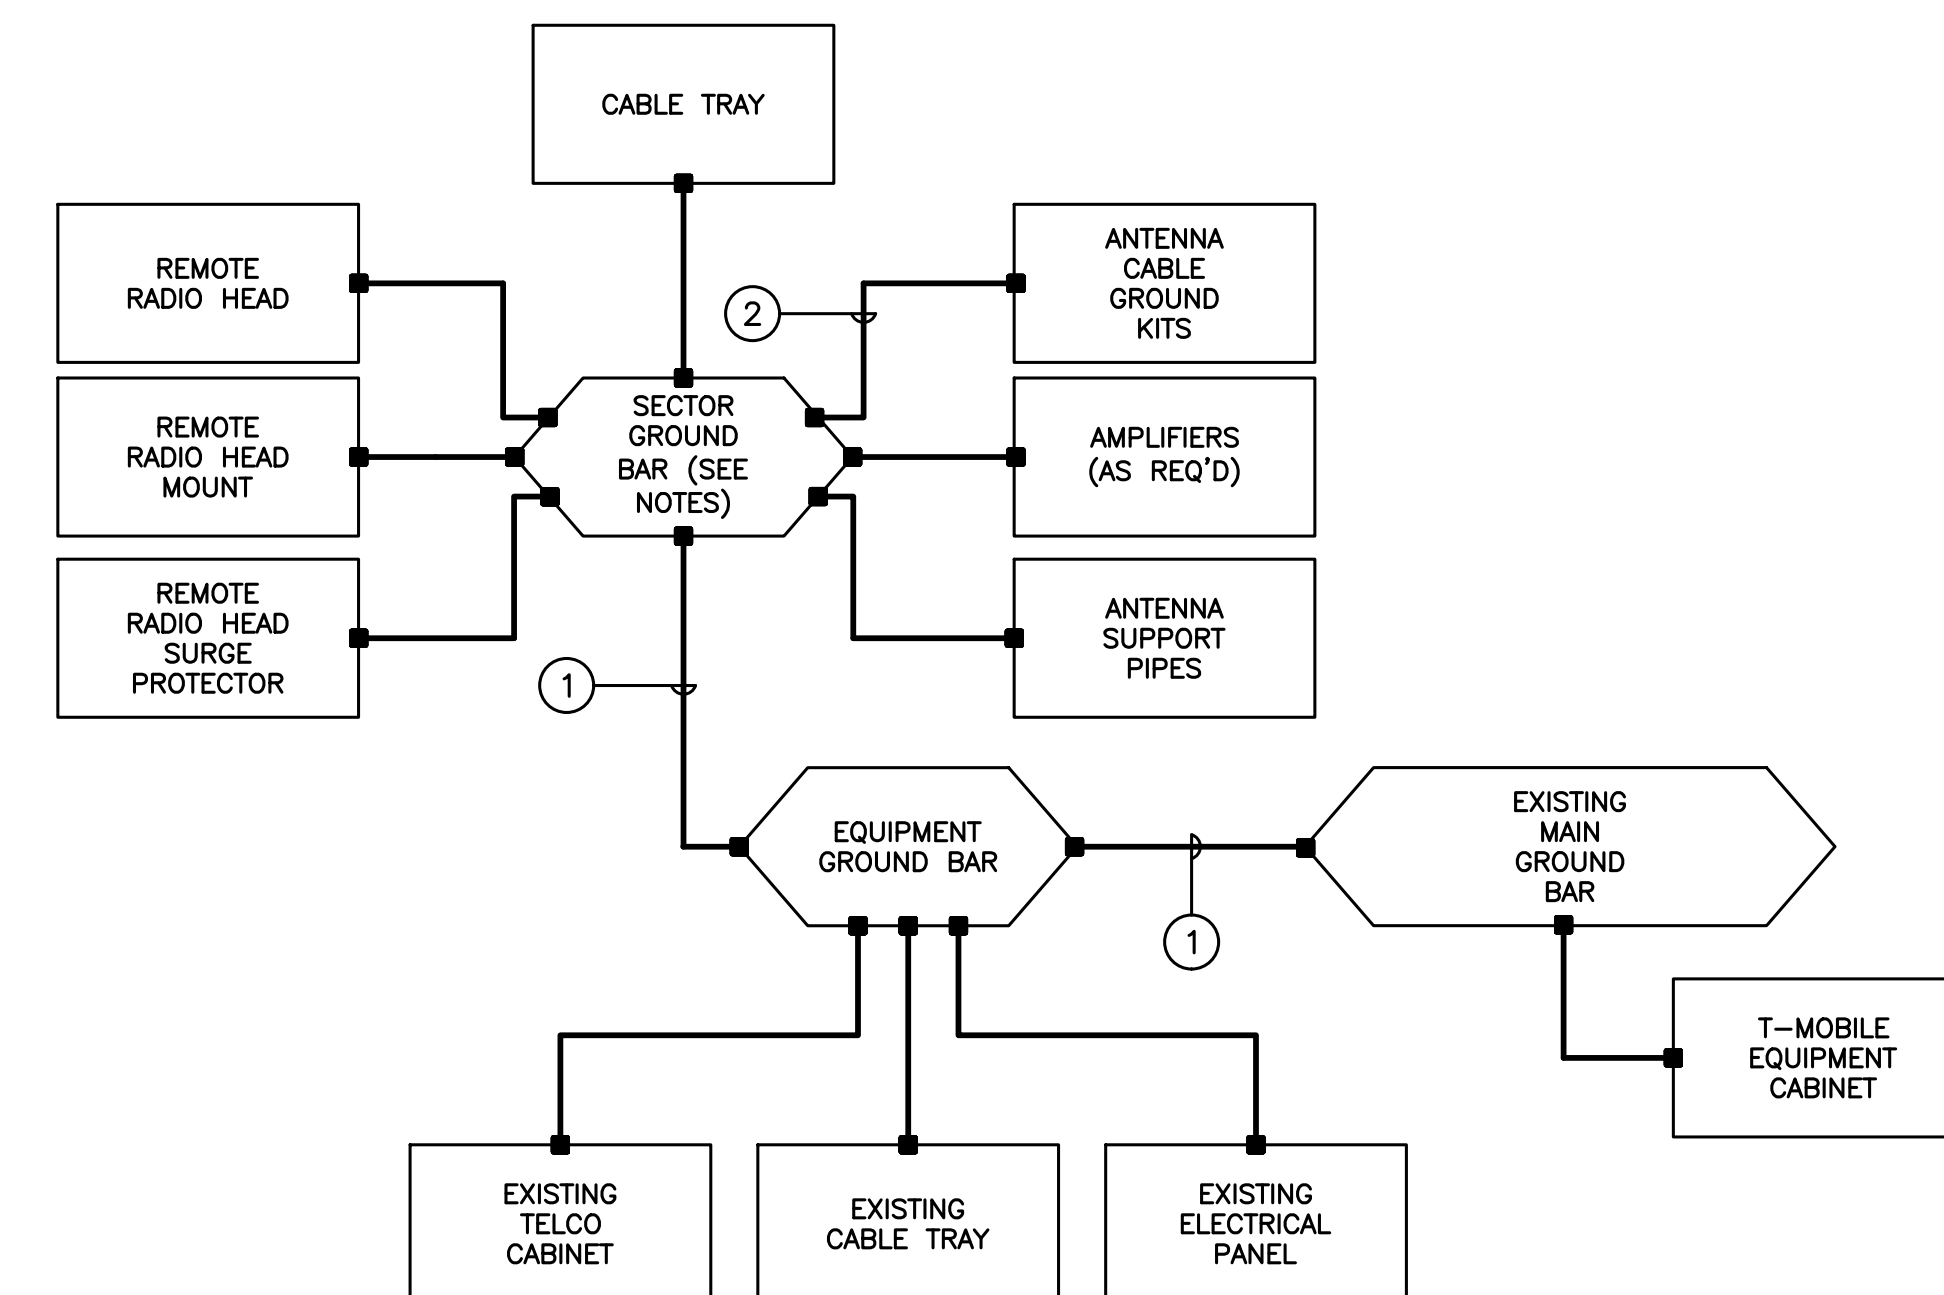 CABLE TRAY
REMOTE
RADIO HEAD
ANTENNA
CABLE
GROUND
KITS
2
REMOTE
RADIO HEAD
MOUNT
SECTOR
GROUND
BAR (SEE
NOTES)
AMPLIFIERS
(AS REQ'D)
REMOTE
RADIO HEAD
SURGE
PROTECTOR
ANTENNA
SUPPORT
PIPES
1
EQUIPMENT
GROUND BAR
EXISTING
MAIN
GROUND
BAR
1
T-MOBILE
EQUIPMENT
CABINET
EXISTING
TELCO
CABINET
EXISTING
CABLE TRAY
EXISTING
ELECTRICAL
PANEL